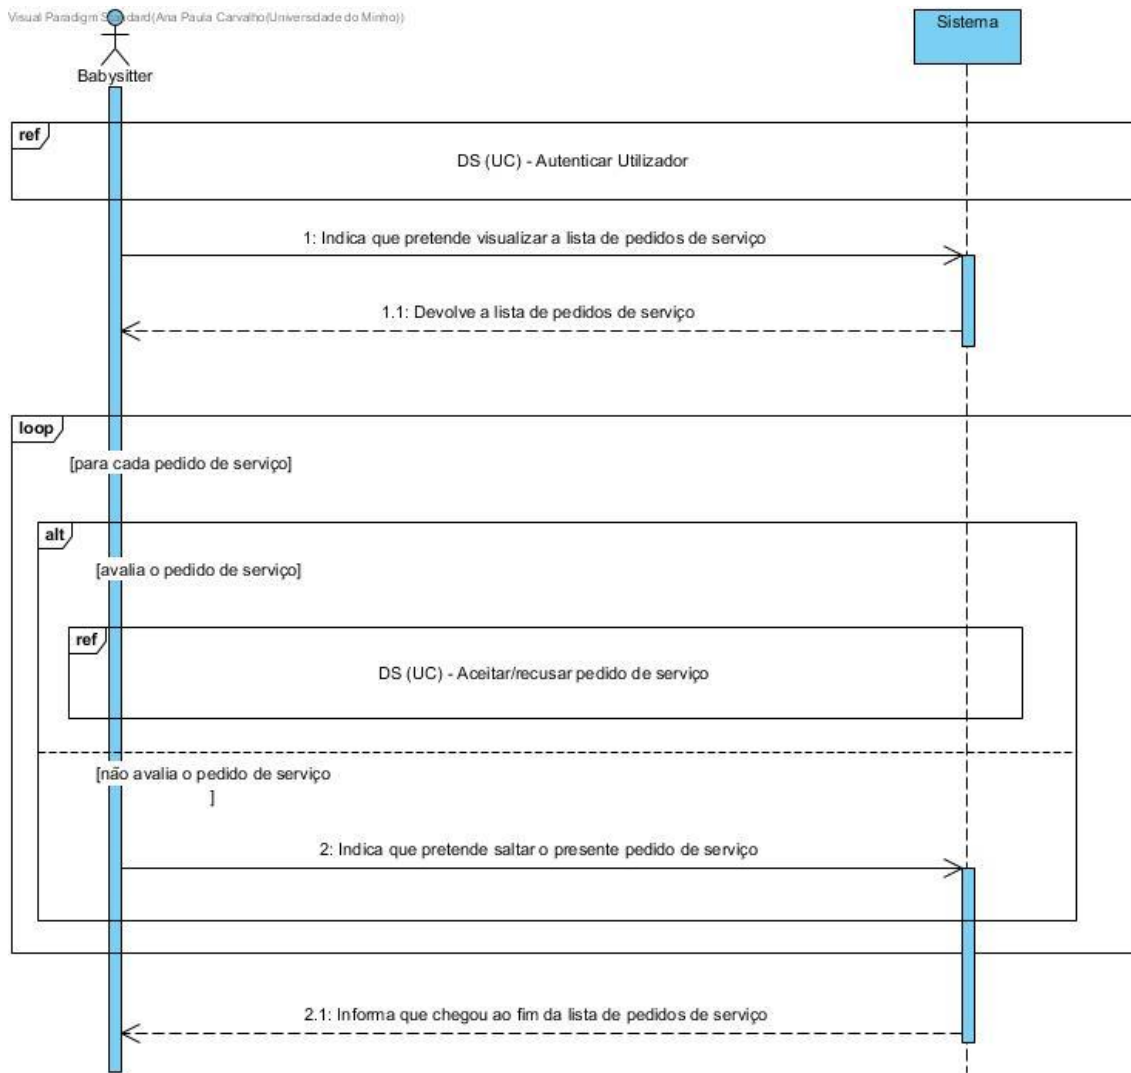 Visual Paradigm Standard(Ana Paula Carvalho(Universidade do Minho))
Sistema
Babysitter
ref
DS (UC) - Autenticar Utilizador
1: Indica que pretende visualizar a lista de pedidos de serviço
1.1: Devolve a lista de pedidos de serviço
loop
[para cada pedido de serviço]
alt
[avalia o pedido de serviço]
ref
DS (UC) - Aceitar/recusar pedido de serviço
[não avalia o pedido de serviço
]
2: Indica que pretende saltar o presente pedido de serviço
2.1: Informa que chegou ao fim da lista de pedidos de serviço